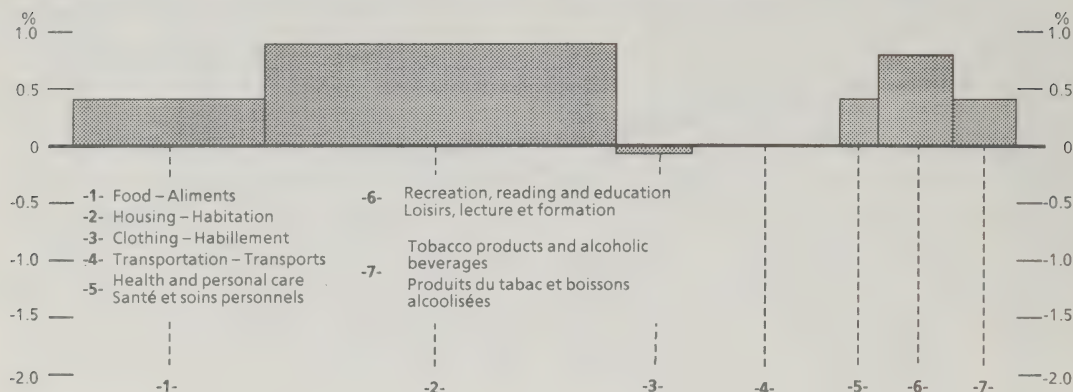 %
%
1.0
1.0
0.5
0.5
0
0
-0.5
-0.5
-1.0
-1.0
-1.5
-1.5
-2.0
-2.0
-1- Food – Aliments
-2- Housing – Habitation
-3- Clothing – Habillement
-4- Transportation – Transports
-5- Health and personal care
Santé et soins personnels
-6- Recreation, reading and education
Loisirs, lecture et formation
-7- Tobacco products and alcoholic
beverages
Produits du tabac et boissons
alcoolisées
-1- -2- -3- -4- -5- -6- -7-